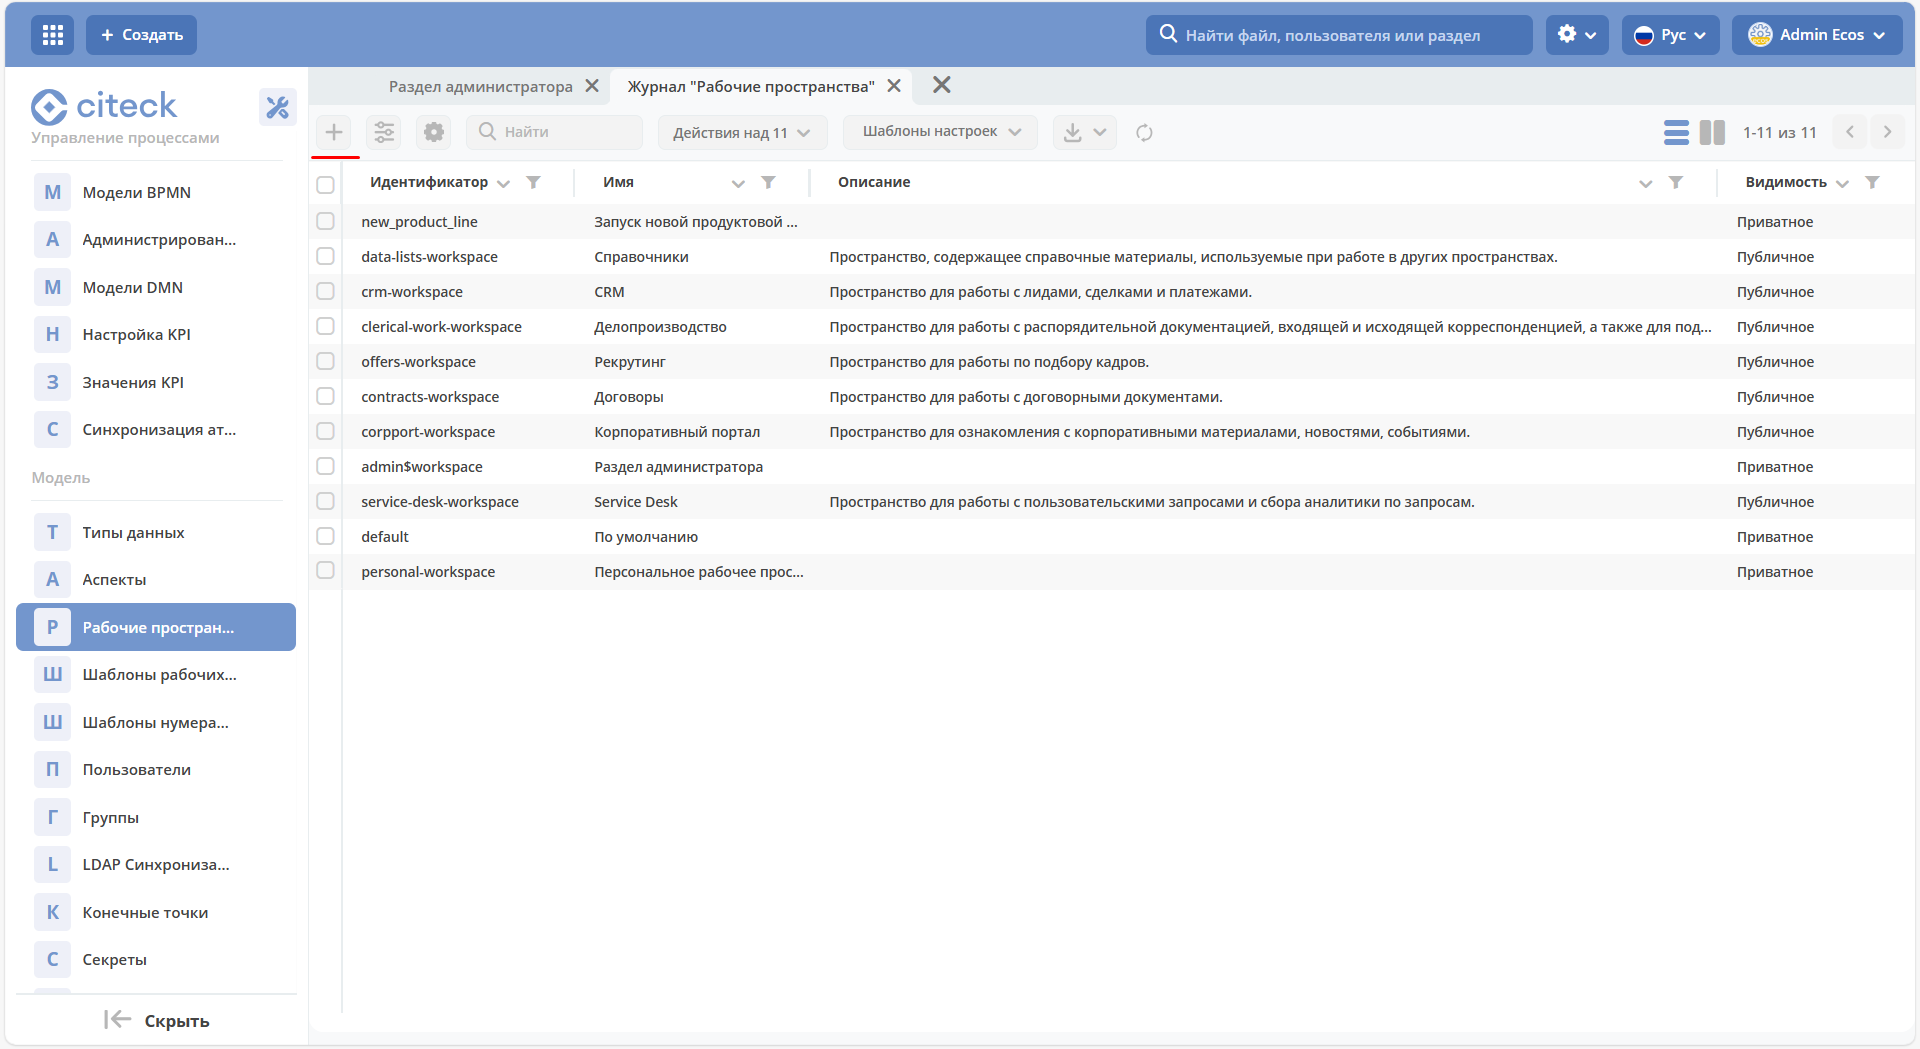 Создать
Найти файл, пользователя или раздел
Рус
Admin Ecos
citeck
Управление процессами
М Модели BPMN
А Администрирован...
М Модели DMN
Н Настройка KPI
З Значения KPI
С Синхронизация ат...
Модель
Т Типы данных
А Аспекты
Р Рабочие простран...
Ш Шаблоны рабочих...
Ш Шаблоны нумера...
П Пользователи
Г Группы
L LDAP Синхрониза...
К Конечные точки
С Секреты
Скрыть
Раздел администратора
Журнал "Рабочие пространства"
Найти
Действия над 11
Шаблоны настроек
1-11 из 11
Идентификатор Имя Описание Видимость
new_product_line Запуск новой продуктовой ... Приватное
data-lists-workspace Справочники Пространство, содержащее справочные материалы, используемые при работе в других пространствах. Публичное
crm-workspace CRM Пространство для работы с лидами, сделками и платежами. Публичное
clerical-work-workspace Делопроизводство Пространство для работы с распорядительной документацией, входящей и исходящей корреспонденцией, а также для под... Публичное
offers-workspace Рекрутинг Пространство для работы по подбору кадров. Публичное
contracts-workspace Договоры Пространство для работы с договорными документами. Публичное
corpport-workspace Корпоративный портал Пространство для ознакомления с корпоративными материалами, новостями, событиями. Публичное
admin$workspace Раздел администратора Приватное
service-desk-workspace Service Desk Пространство для работы с пользовательскими запросами и сбора аналитики по запросам. Публичное
default По умолчанию Приватное
personal-workspace Персональное рабочее прос... Приватное